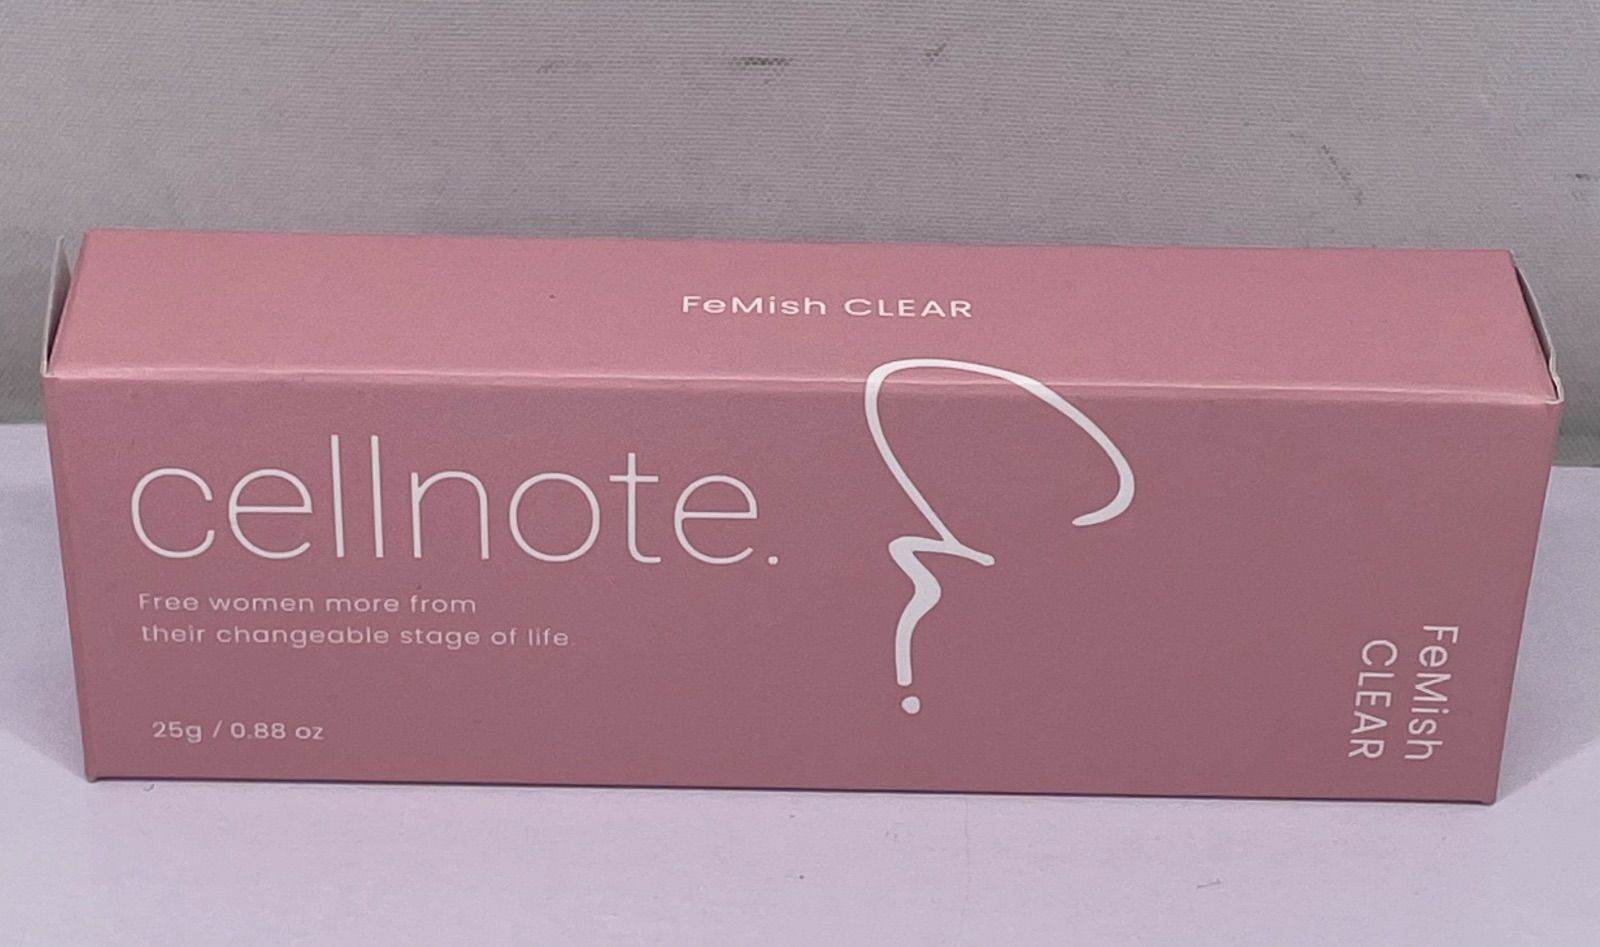 FeMish CLEAR
cellnote.
Free women more from
their changeable stage of life.
25g / 0.88 oz
FeMish
CLEAR